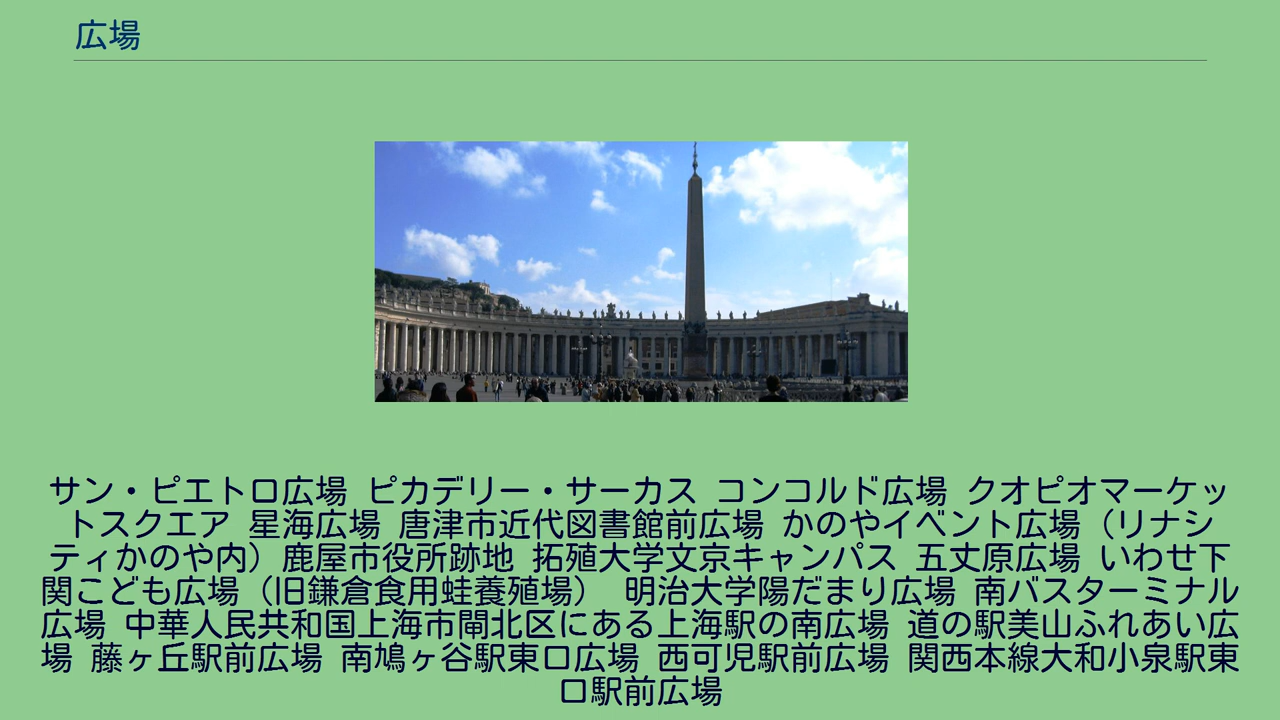 広場
サン・ピエトロ広場 ピカデリー・サーカス コンコルド広場 クオピオマーケッ
トスクエア 星海広場 唐津市近代図書館前広場 かのやイベント広場（リナシ
ティかのや内）鹿屋市役所跡地 拓殖大学文京キャンパス 五丈原広場 いわせ下
関こども広場（旧鎌倉食用蛙養殖場） 明治大学陽だまり広場 南バスターミナル
広場 中華人民共和国上海市閘北区にある上海駅の南広場 道の駅美山ふれあい広
場 藤ヶ丘駅前広場 南鳩ヶ谷駅東口広場 西可児駅前広場 関西本線大和小泉駅東
口駅前広場